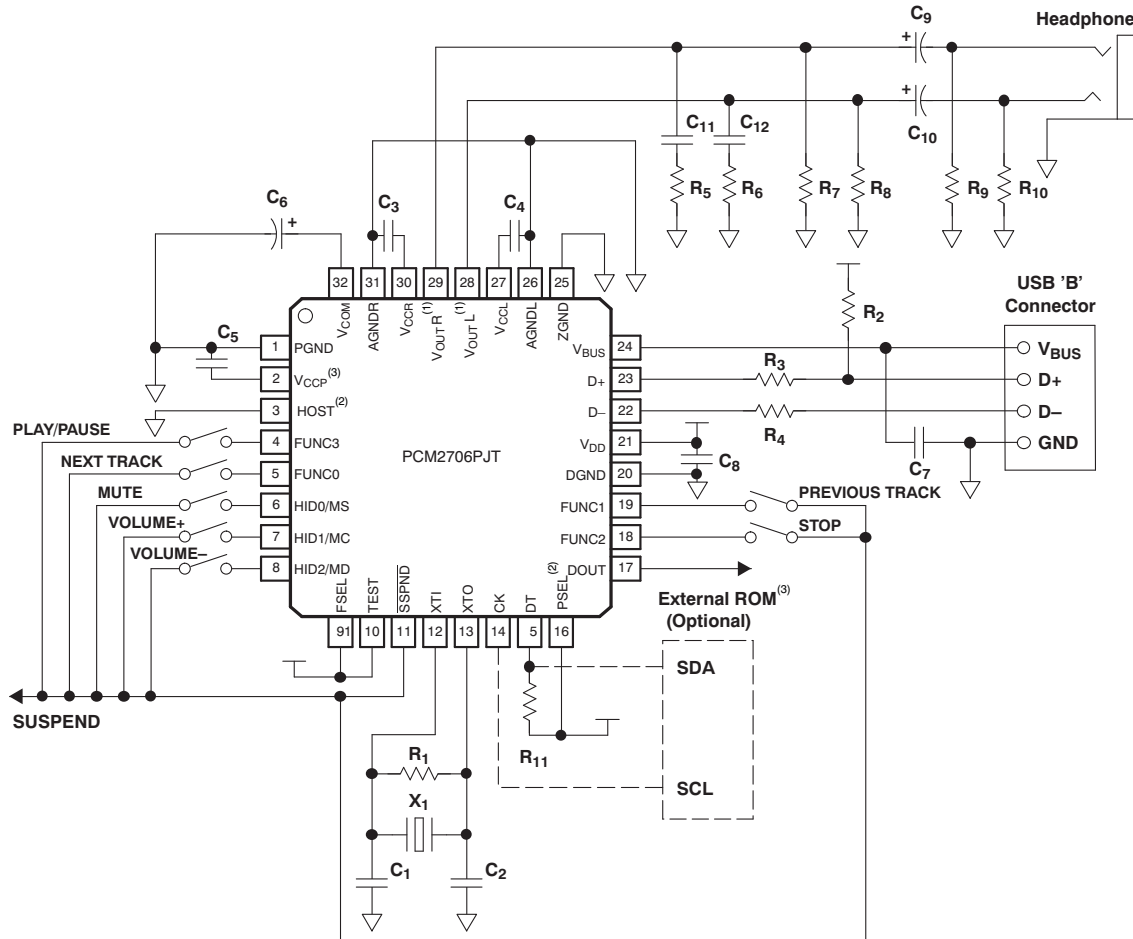 C9
Headphone
+
+
C10
C11
C12
R5
R6
R7
R8
R9
R10
C6
+
C3
C4
32
31
30
29
28
27
26
25
VCOM
AGNDR
VCCR
VOUTR(1)
VOUTL(1)
VCCL
AGNDL
ZGND
C5
1 PGND
2 VCCP(3)
3 HOST(2)
PLAY/PAUSE
4 FUNC3
NEXT TRACK
5 FUNC0
MUTE
6 HID0/MS
VOLUME+
7 HID1/MC
VOLUME–
8 HID2/MD
PCM2706PJT
VBUS 24
D+ 23
D– 22
VDD 21
DGND 20
FUNC1 19
FUNC2 18
DOUT 17
R2
R3
R4
C8
C7
USB 'B'
Connector
VBUS
D+
D–
GND
PREVIOUS TRACK
STOP
FSEL
TEST
SSPND
XTI
XTO
CK
DT
PSEL(2)
91
10
11
12
13
14
5
16
External ROM(3)
(Optional)
SDA
SCL
SUSPEND
R11
R1
X1
C1
C2